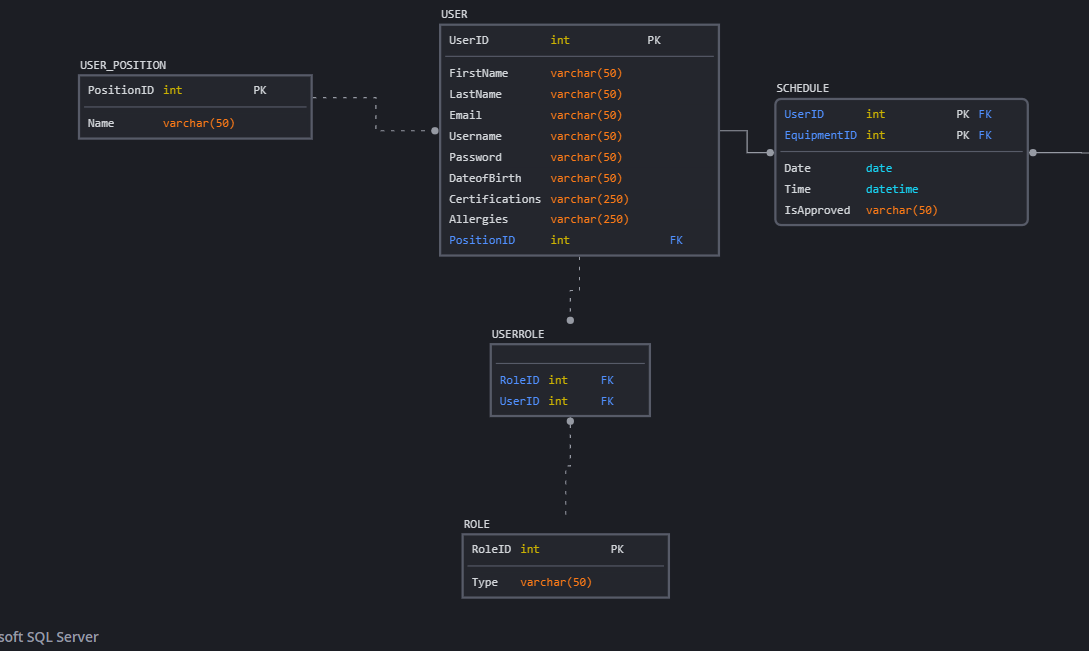 USER
UserID int PK
FirstName varchar(50)
LastName varchar(50)
Email varchar(50)
Username varchar(50)
Password varchar(50)
DateofBirth varchar(50)
Certifications varchar(250)
Allergies varchar(250)
PositionID int FK
USER_POSITION
PositionID int PK
Name varchar(50)
SCHEDULE
UserID int PK FK
EquipmentID int PK FK
Date date
Time datetime
IsApproved varchar(50)
USERROLE
RoleID int FK
UserID int FK
ROLE
RoleID int PK
Type varchar(50)
soft SQL Server